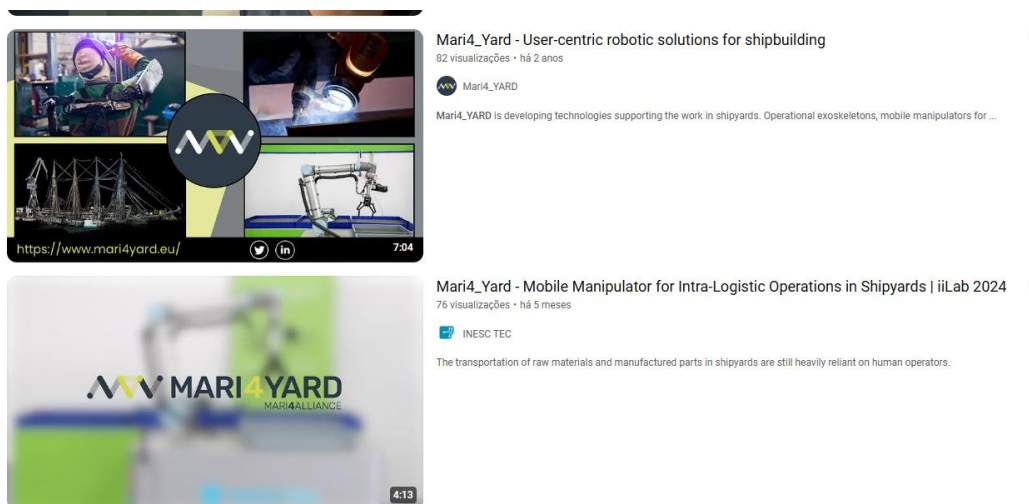 Mari4_Yard - User-centric robotic solutions for shipbuilding
82 visualizações • há 2 anos
Mari4_YARD
Mari4_YARD is developing technologies supporting the work in shipyards. Operational exoskeletons, mobile manipulators for ...
https://www.mari4yard.eu/
in
7:04
Mari4_Yard - Mobile Manipulator for Intra-Logistic Operations in Shipyards | iiLab 2024
76 visualizações • há 5 meses
INESC TEC
The transportation of raw materials and manufactured parts in shipyards are still heavily reliant on human operators.
MARI4YARD
MARI4ALLIANCE
4:13